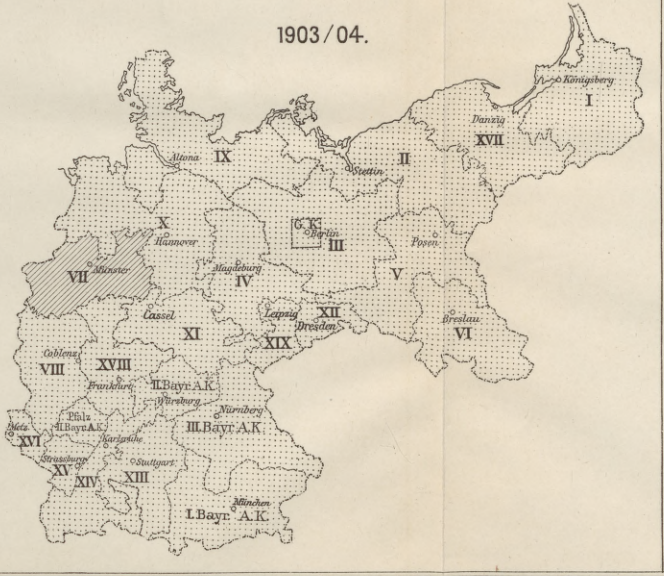 1903/04.
Königsberg
I
Danzig
XVII
II
Stettin
IX
Altona
X
Hannover
G.K.
Berlin
III
Posen
V
VII
Münster
Magdeburg
IV
Cassel
XI
Leipzig
XII
Dresden
XIX
Breslau
VI
Coblenz
VIII
XVIII
Frankfurt
II.Bayr.A.K.
Würzburg
Nürnberg
III.Bayr.A.K.
Pfalz
II.Bayr.A.K.
Metz
XVI
Karlsruhe
Strassburg
XV
XIV
Stuttgart
XIII
München
I.Bayr. A.K.